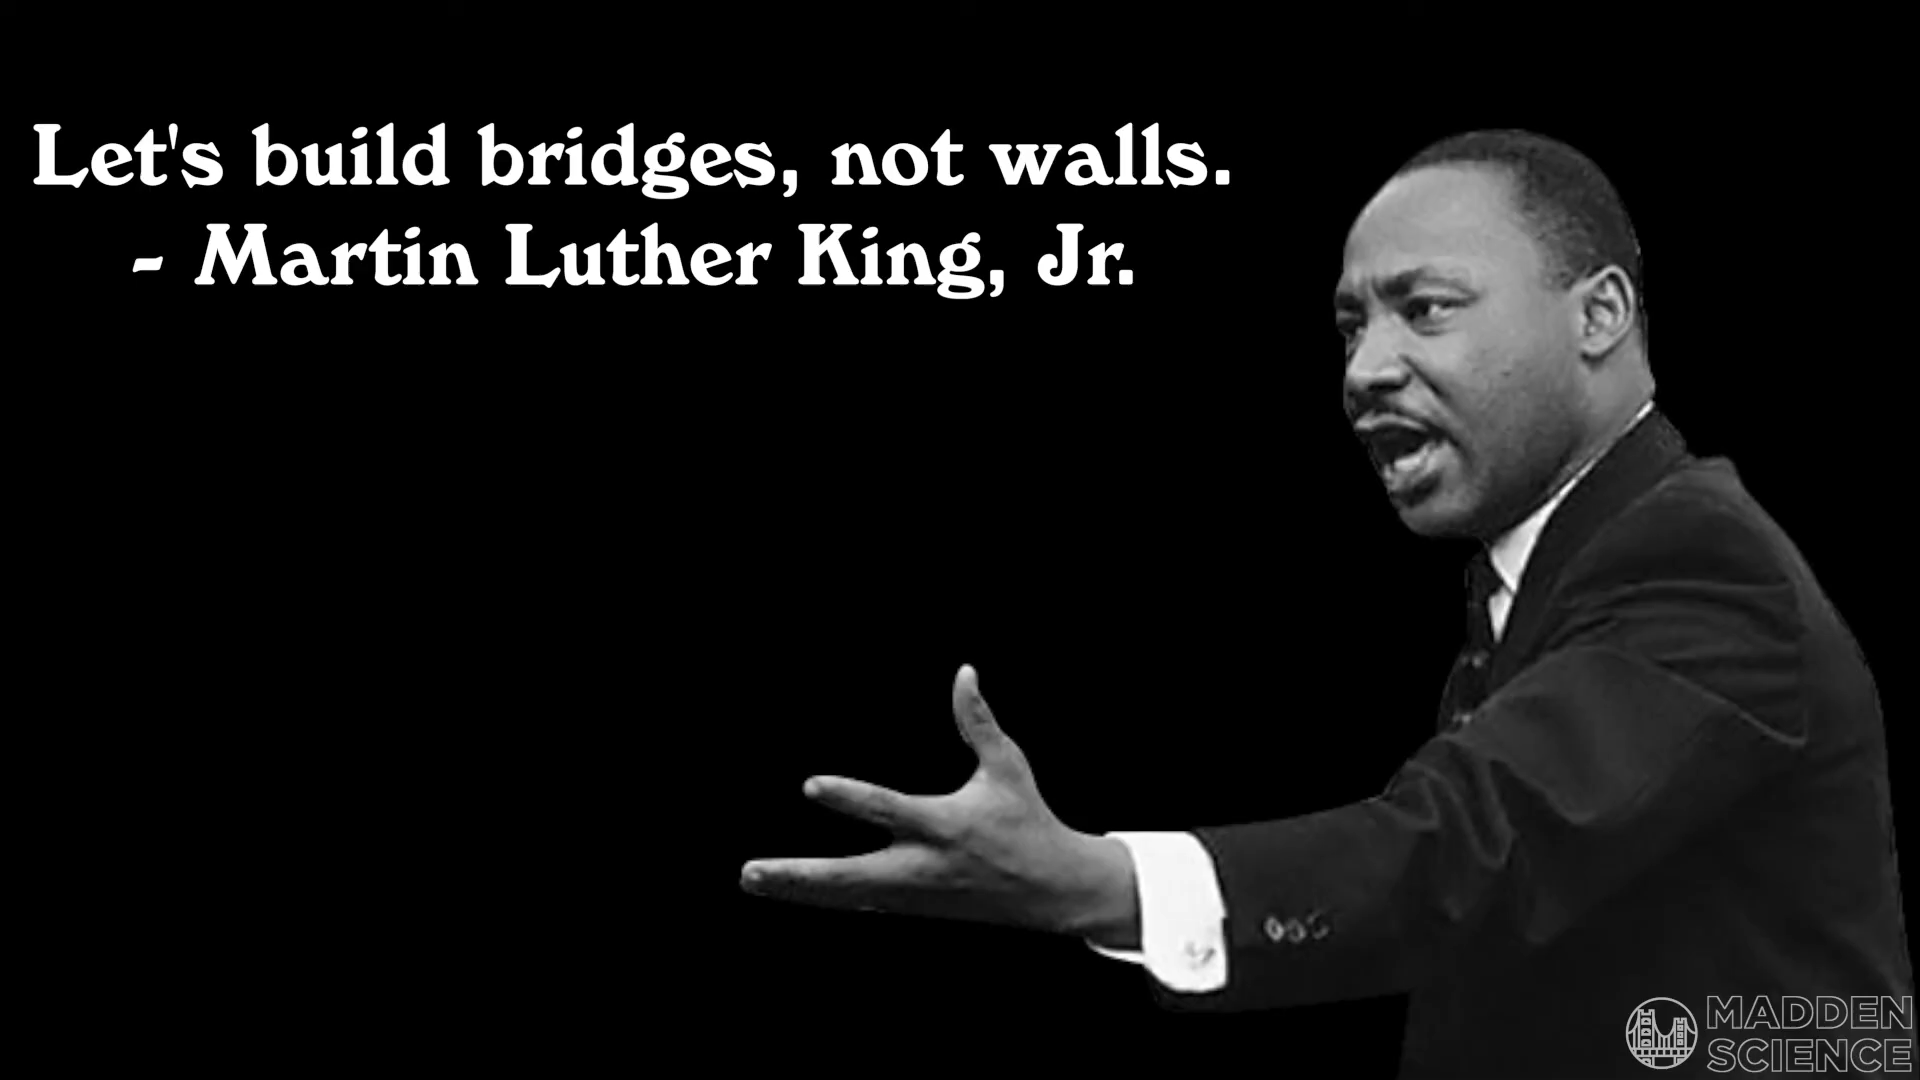 Let's build bridges, not walls.
- Martin Luther King, Jr.
MADDEN
SCIENCE